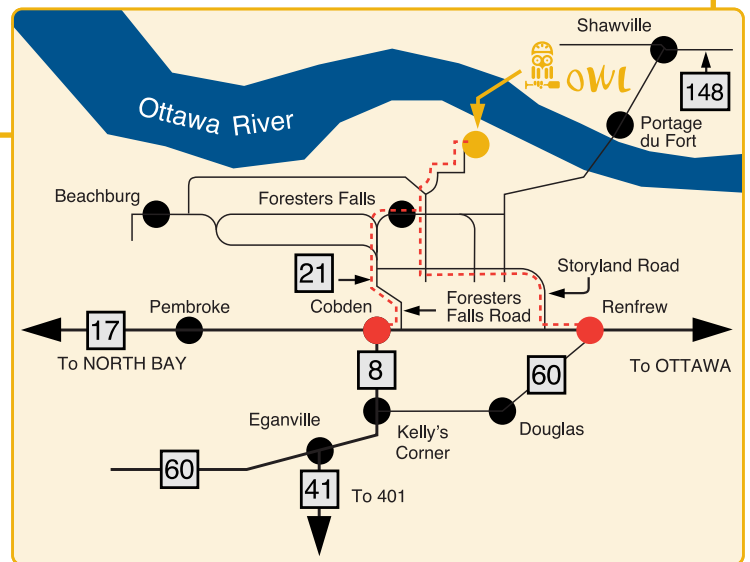 Shawville
OWL
148
Ottawa River
Portage
du Fort
Beachburg
Foresters Falls
21
Storyland Road
Pembroke
Cobden
Foresters
Falls Road
Renfrew
17
To NORTH BAY
To OTTAWA
8
60
Eganville
Kelly's
Corner
Douglas
60
41
To 401